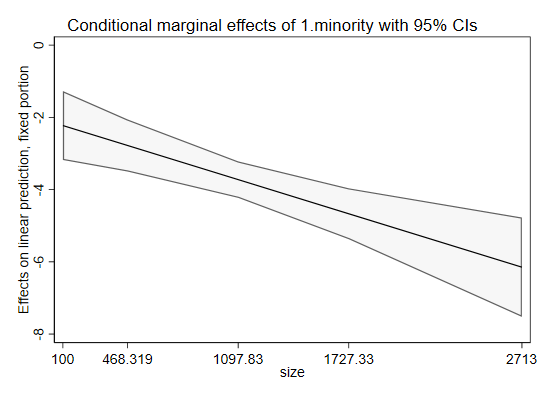 Conditional marginal effects of 1.minority with 95% CIs
Effects on linear prediction, fixed portion
0
-2
-4
-6
-8
100 468.319 1097.83 1727.33 2713
size